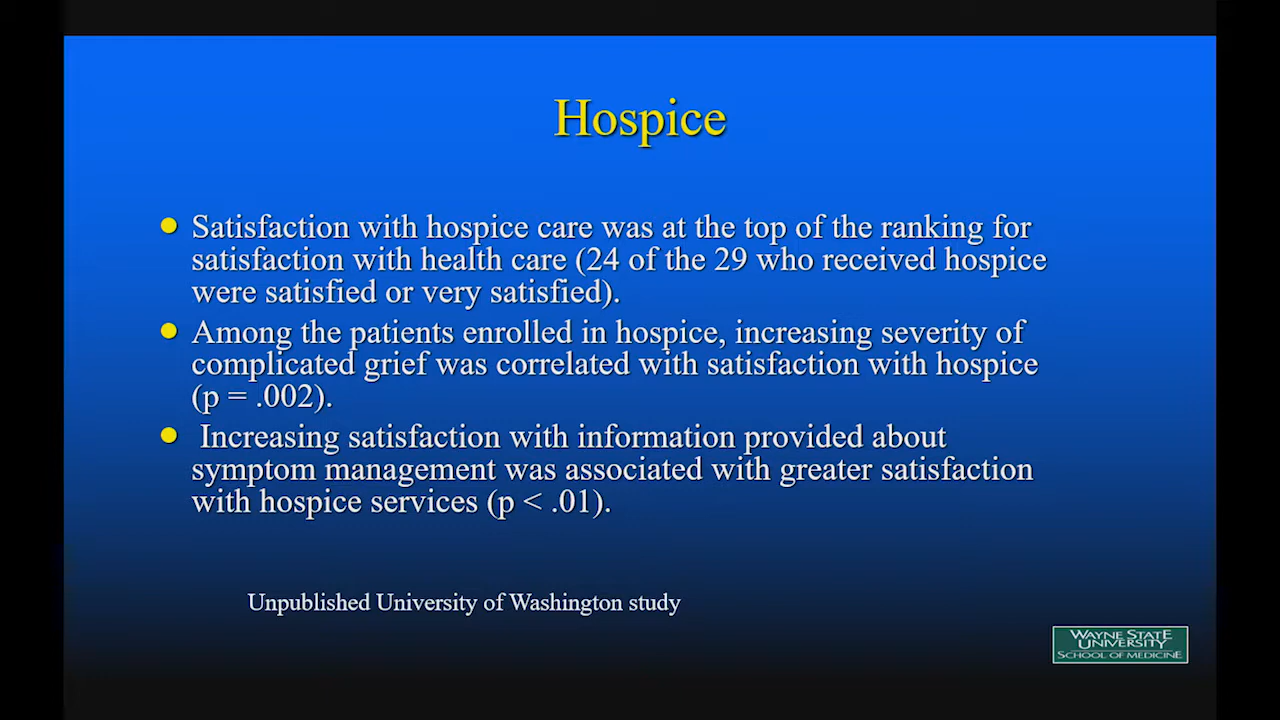 Hospice
Satisfaction with hospice care was at the top of the ranking for
satisfaction with health care (24 of the 29 who received hospice
were satisfied or very satisfied).
Among the patients enrolled in hospice, increasing severity of
complicated grief was correlated with satisfaction with hospice
(p = .002).
Increasing satisfaction with information provided about
symptom management was associated with greater satisfaction
with hospice services (p < .01).
Unpublished University of Washington study
WAYNE STATE
UNIVERSITY
SCHOOL OF MEDICINE